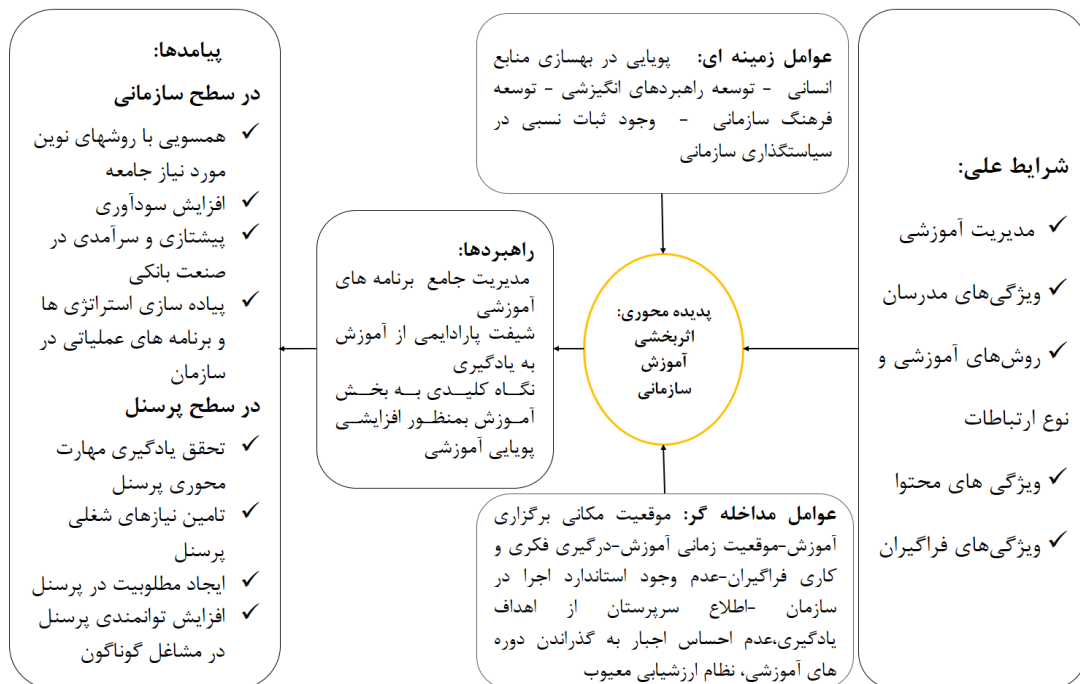 شرایط علی:
✓ مدیریت آموزشی
✓ ویژگی‌های مدرسان
✓ روش‌های آموزشی و
نوع ارتباطات
✓ ویژگی های محتوا
✓ ویژگی‌های فراگیران
عوامل زمینه ای: پویایی در بهسازی منابع
انسانی - توسعه راهبردهای انگیزشی - توسعه
فرهنگ سازمانی - وجود ثبات نسبی در
سیاستگذاری سازمانی
پدیده محوری:
اثربخشی
آموزش
سازمانی
عوامل مداخله گر: موقعیت مکانی برگزاری
آموزش-موقعیت زمانی آموزش-درگیری فکری و
کاری فراگیران-عدم وجود استاندارد اجرا در
سازمان -اطلاع سرپرستان از اهداف
یادگیری،عدم احساس اجبار به گذراندن دوره
های آموزشی، نظام ارزشیابی معیوب
راهبردها:
مدیریت جامع برنامه های
آموزشی
شیفت پارادایمی از آموزش
به یادگیری
نگاه کلیدی به بخش
آموزش بمنظور افزایشی
پویایی آموزشی
پیامدها:
در سطح سازمانی
✓ همسویی با روشهای نوین
مورد نیاز جامعه
✓ افزایش سودآوری
✓ پیشتازی و سرآمدی در
صنعت بانکی
✓ پیاده سازی استراتژی ها
و برنامه های عملیاتی در
سازمان
در سطح پرسنل
✓ تحقق یادگیری مهارت
محوری پرسنل
✓ تامین نیازهای شغلی
پرسنل
✓ ایجاد مطلوبیت در پرسنل
✓ افزایش توانمندی پرسنل
در مشاغل گوناگون